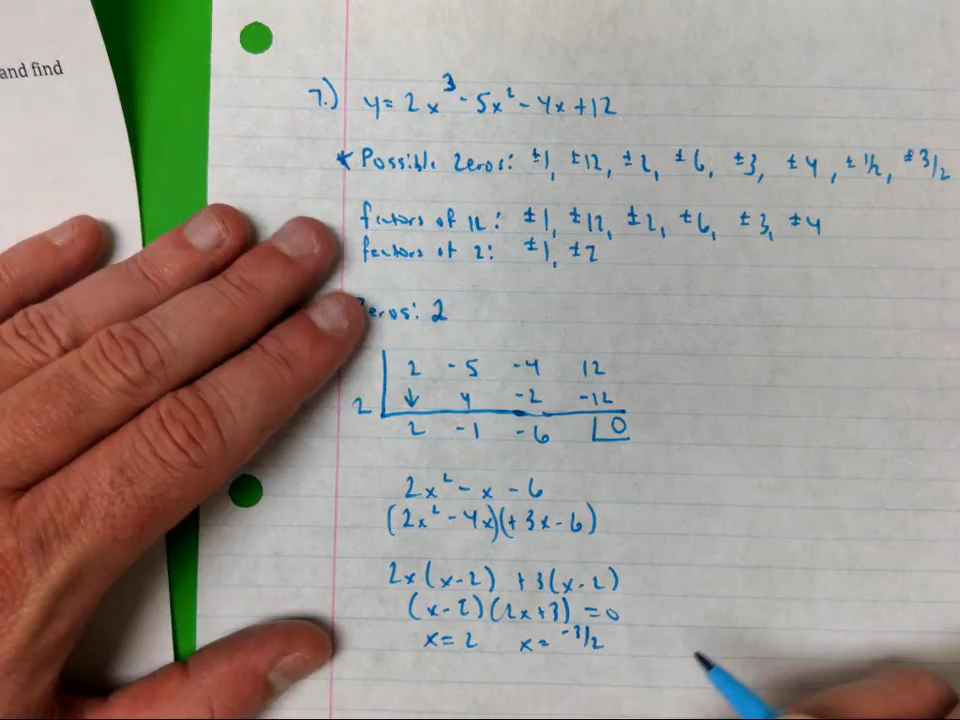 and find
7.) y = 2x³ - 5x² - 4x + 12
* Possible Zeros: ±1, ±12, ±2, ±6, ±3, ±4, ±1/2, ±3/2
factors of 12: ±1, ±12, ±2, ±6, ±3, ±4
factors of 2: ±1, ±2
eros: 2
2 -5 -4 12
2 ↓ 4 -2 -12
2 -1 -6 0
2x² - x - 6
(2x² - 4x)(+3x - 6)
2x(x-2) +3(x-2)
(x-2)(2x+3) = 0
x = 2 x = -3/2